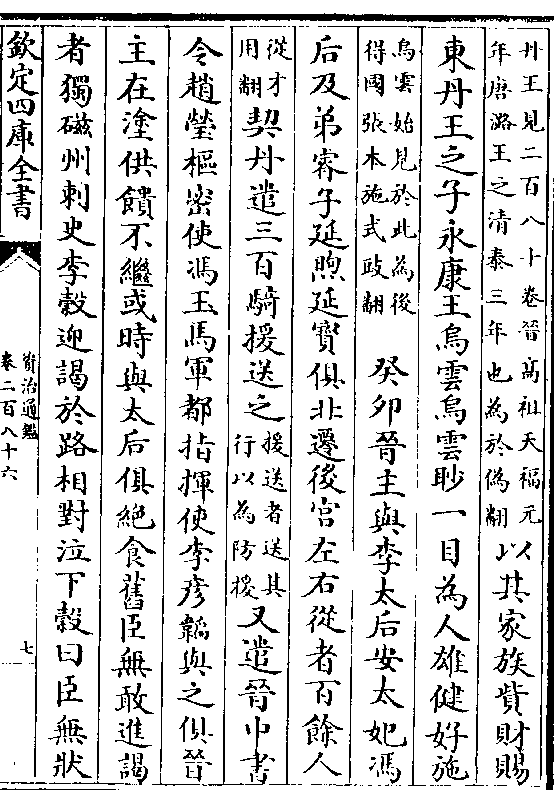 丹王見二百八十卷晉髙祖天福元
年唐潞王之清泰三年也為於偽翻
以其家族貲財賜
東丹王之子永康王烏雲烏雲眇一目為人雄健好施
烏雲始見於此為後
得國張本施式豉翻
癸卯晉主與李太后安太妃馮
后及弟睿子延煦延寳俱北遷後宫左右從者百餘人
從才
用翻
契丹遣三百騎援送之
援送者送其
行以為防援
又遣晉中書
令趙瑩樞密使馮玉馬軍都指揮使李彦韜與之俱晉
主在塗供饋不繼或時與太后俱絶食舊臣無敢進謁
者獨磁州刺史李榖迎謁於路相對泣下榖曰臣無狀
欽定四庫全書
資治通鑑
卷二百八十六
七